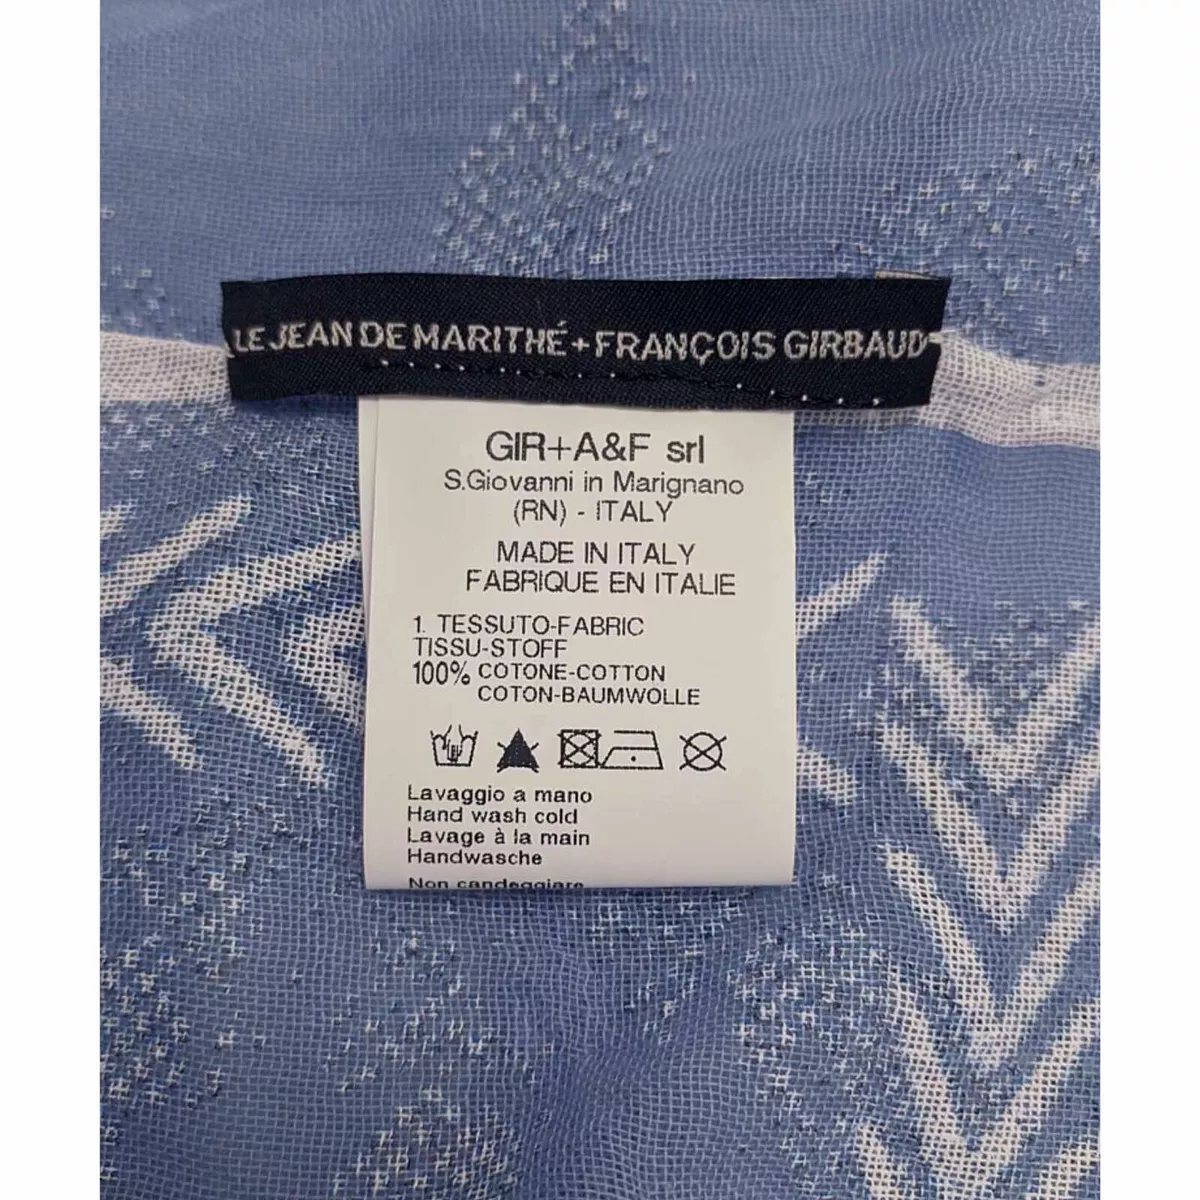 LE JEAN DE MARITHÉ + FRANÇOIS GIRBAUD
GIR+A&F srl
S.Giovanni in Marignano
(RN) - ITALY
MADE IN ITALY
FABRIQUE EN ITALIE
1. TESSUTO-FABRIC
TISSU-STOFF
100% COTONE-COTTON
COTON-BAUMWOLLE
Lavaggio a mano
Hand wash cold
Lavage à la main
Handwasche
Non candeggiare